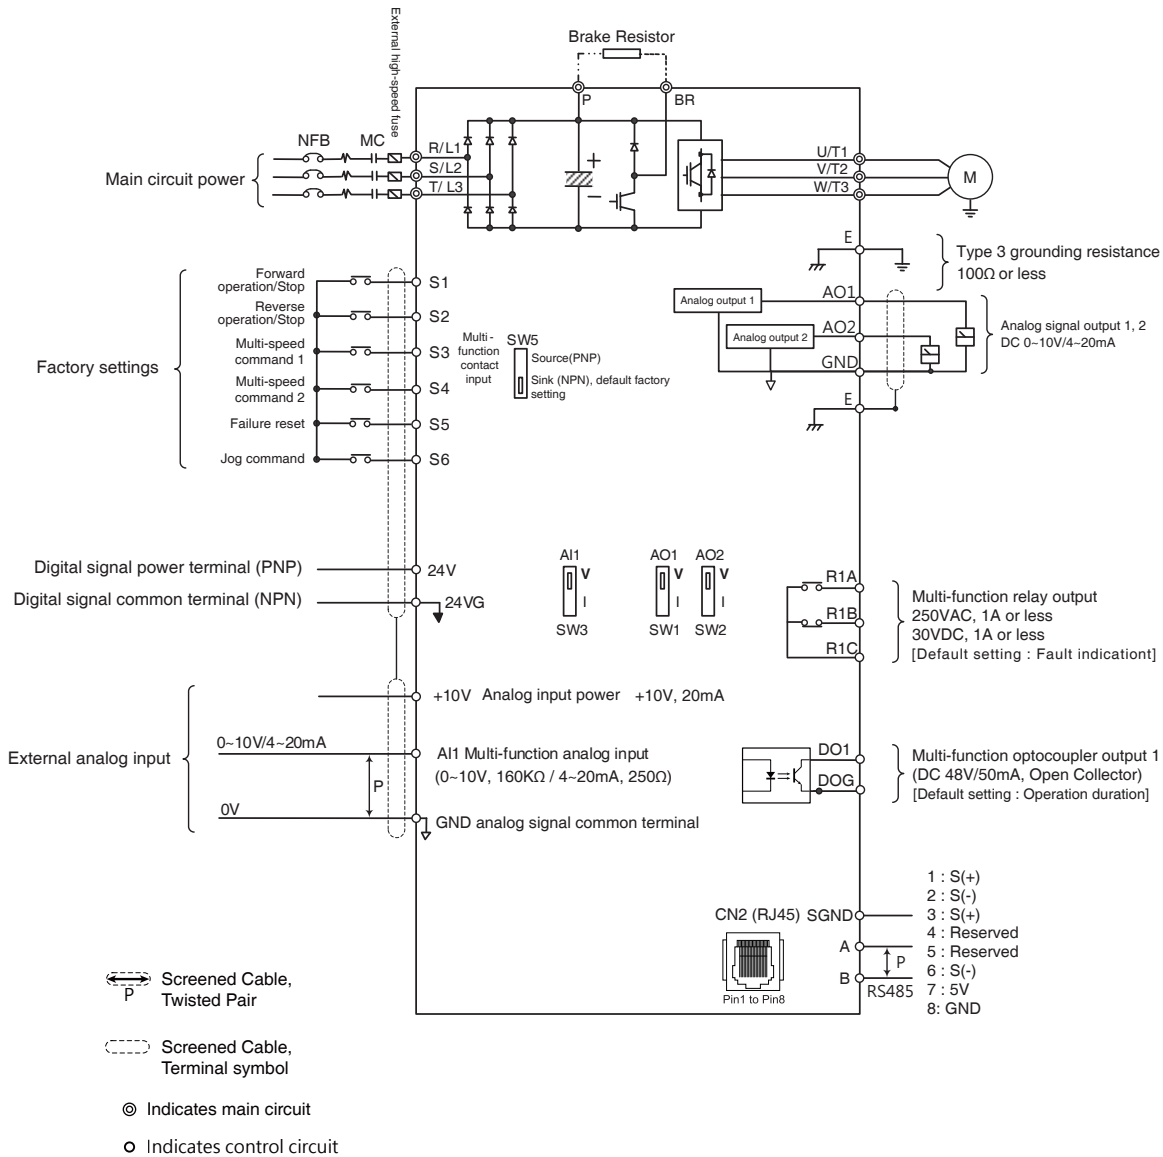 External high-speed fuse
Brake Resistor
P
BR
NFB
MC
R/L1
S/L2
T/ L3
Main circuit power
+
−
U/T1
V/T2
W/T3
M
E
Type 3 grounding resistance
100Ω or less
Forward
operation/Stop
S1
Reverse
operation/Stop
S2
Multi-speed
command 1
S3
Multi-speed
command 2
S4
Failure reset
S5
Jog command
S6
Factory settings
Multi-
function
contact
input
SW5
Source(PNP)
Sink (NPN), default factory
setting
Analog output 1
AO1
Analog output 2
AO2
GND
Analog signal output 1, 2
DC 0~10V/4~20mA
E
Digital signal power terminal (PNP)
24V
Digital signal common terminal (NPN)
24VG
AI1
V
I
SW3
AO1
V
I
SW1
AO2
V
I
SW2
R1A
R1B
R1C
Multi-function relay output
250VAC, 1A or less
30VDC, 1A or less
[Default setting : Fault indicationt]
+10V Analog input power +10V, 20mA
External analog input
0~10V/4~20mA
AI1 Multi-function analog input
(0~10V, 160KΩ / 4~20mA, 250Ω)
P
0V
GND analog signal common terminal
DO1
DOG
Multi-function optocoupler output 1
(DC 48V/50mA, Open Collector)
[Default setting : Operation duration]
CN2 (RJ45) SGND
A
B
P
RS485
Pin1 to Pin8
1 : S(+)
2 : S(-)
3 : S(+)
4 : Reserved
5 : Reserved
6 : S(-)
7 : 5V
8: GND
P
Screened Cable,
Twisted Pair
Screened Cable,
Terminal symbol
Indicates main circuit
Indicates control circuit